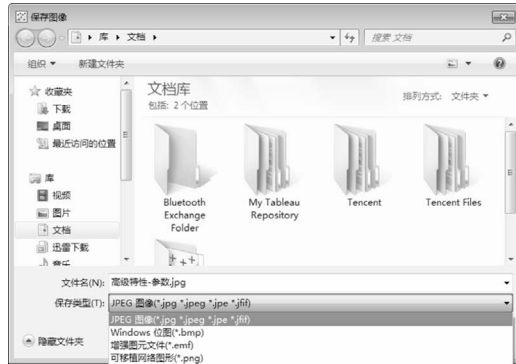 保存图像
库 文档
搜索 文档
组织 新建文件夹
收藏夹
下载
桌面
最近访问的位置
库
视频
图片
文档
迅雷下载
音乐
文档库
包括: 2 个位置
排列方式: 文件夹
Bluetooth
Exchange
Folder
My Tableau
Repository
Tencent
Tencent Files
文件名(N): 高级特性-参数.jpg
保存类型(T): JPEG 图像(*.jpg *.jpeg *.jpe *.jfif)
JPEG 图像(*.jpg *.jpeg *.jpe *.jfif)
Windows 位图(*.bmp)
增强图元文件(*.emf)
可移植网络图形(*.png)
隐藏文件夹